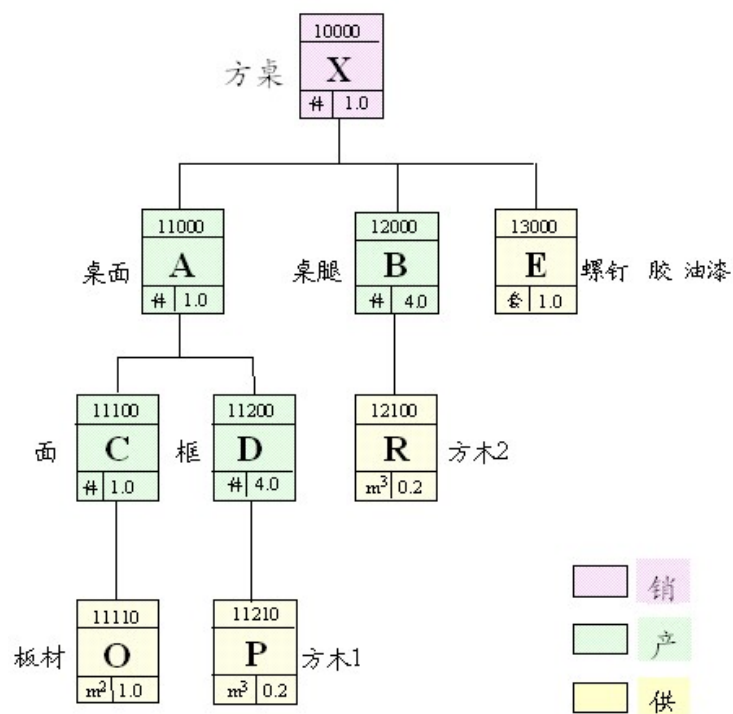 10000
方桌 X
件 1.0
11000
桌面 A
件 1.0
12000
桌腿 B
件 4.0
13000
E 螺钉 胶 油漆
套 1.0
11100
面 C
件 1.0
11200
框 D
件 4.0
12100
R 方木2
m³ 0.2
11110
板材 O
m² 1.0
11210
P 方木1
m³ 0.2
销
产
供